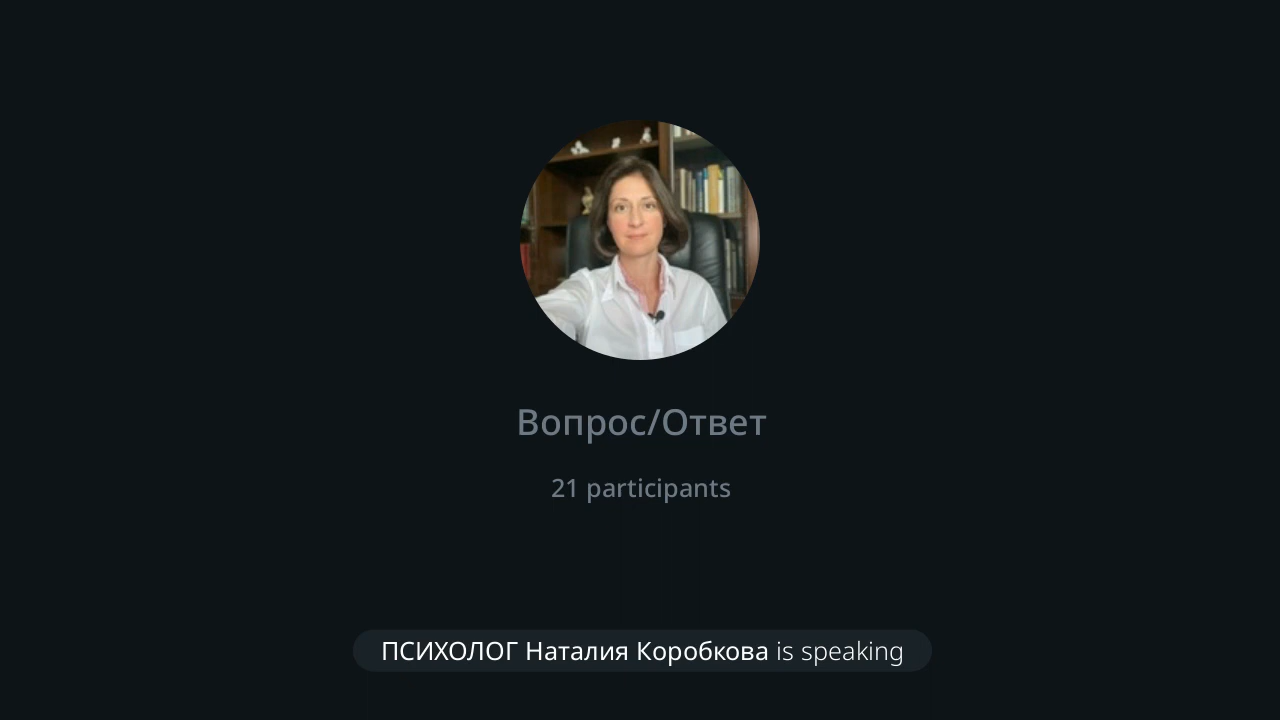 Вопрос/Ответ
21 participants
ПСИХОЛОГ Наталия Коробкова is speaking